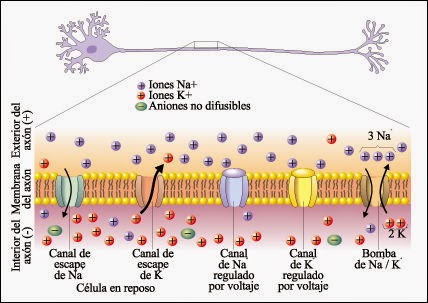 Iones Na+
Iones K+
Aniones no difusibles
Exterior del
axón (+)
Membrana
del axón
Interior del
axón (-)
3 Na
2 K
Canal de
escape
de Na
Canal de
escape
de K
Canal
de Na
regulado
por voltaje
Canal
de K
regulado
por voltaje
Bomba
de Na / K
Célula en reposo